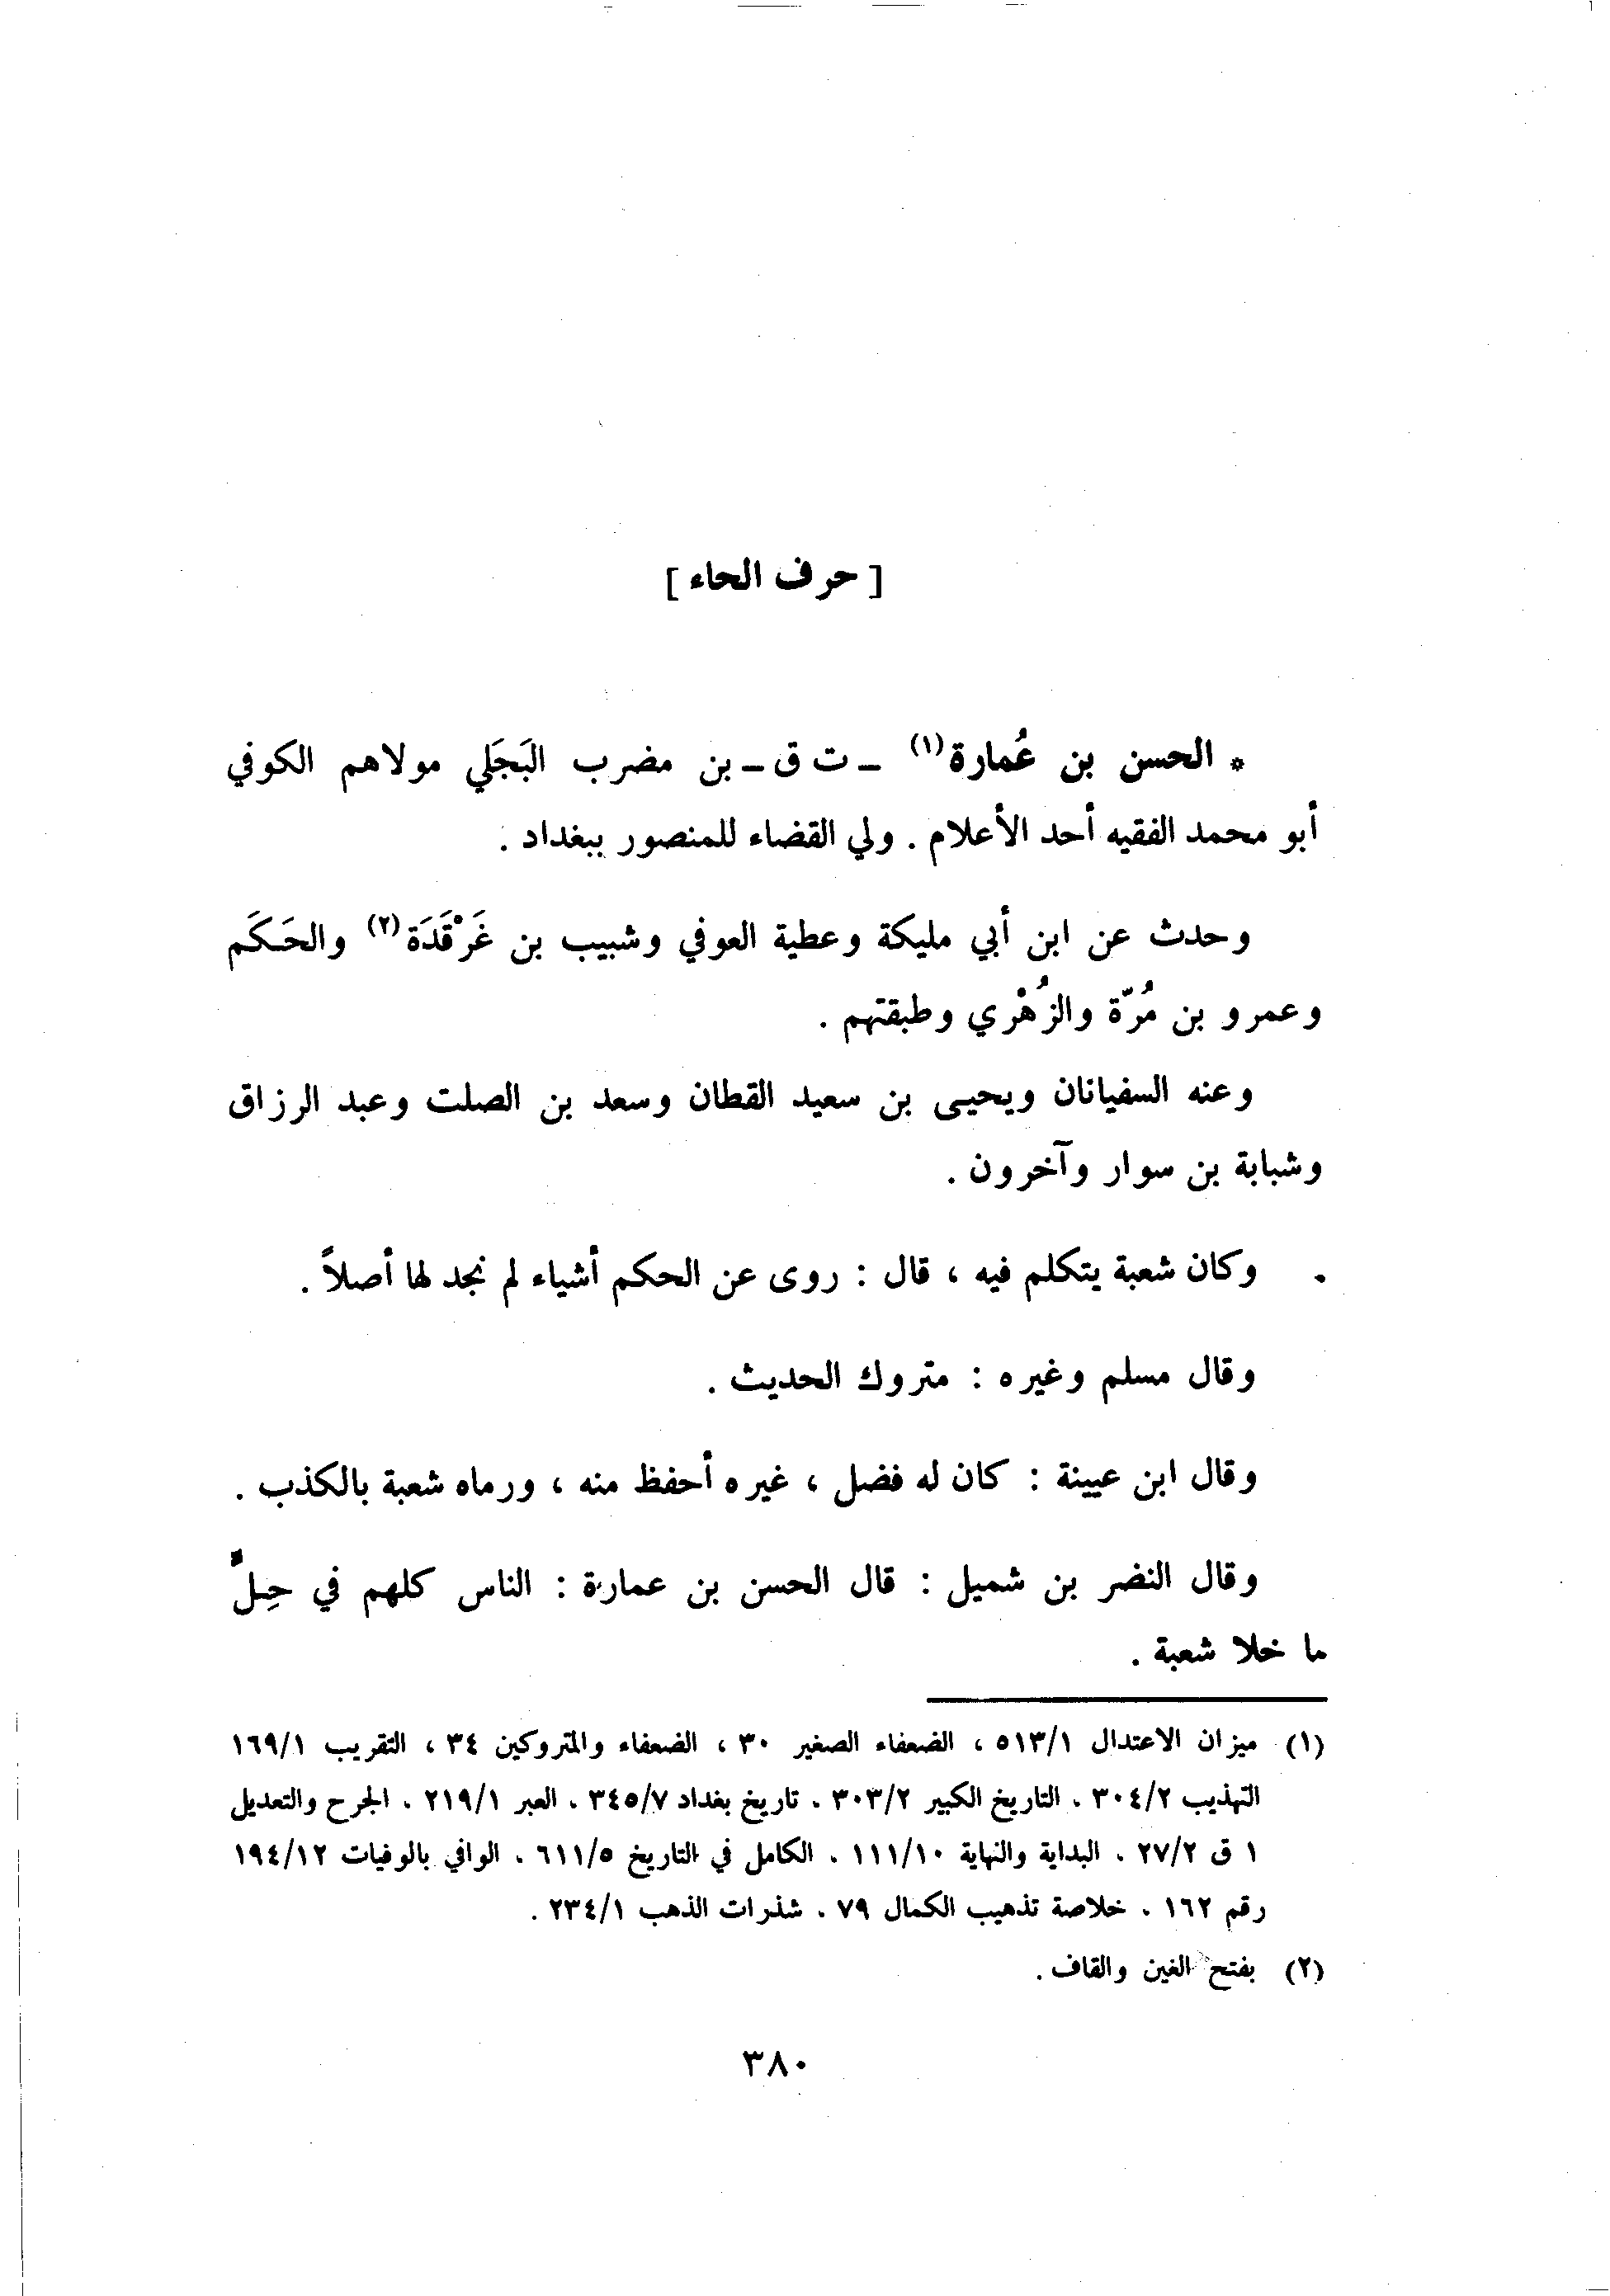 [ حرف الحاء ]
* الحسن بن عُمارة(١) ــ ت ق ــ بن مضرب البَجَلي مولاهم الكوفي
أبو محمد الفقيه أحد الأعلام . ولي القضاء للمنصور ببغداد .
وحدث عن ابن أبي مليكة وعطية العوفي وشبيب بن غَرْقَدَة(٢) والحَكَم
وعمرو بن مُرّة والزُهْري وطبقتهم .
وعنه السفيانان ويحيى بن سعيد القطان وسعد بن الصلت وعبد الرزاق
وشبابة بن سوار وآخرون .
وكان شعبة يتكلم فيه ، قال : روى عن الحكم أشياء لم نجد لها أصلاً .
وقال مسلم وغيره : متروك الحديث .
وقال ابن عيينة : كان له فضل ، غيره أحفظ منه ، ورماه شعبة بالكذب .
وقال النضر بن شميل : قال الحسن بن عمارة : الناس كلهم في حِلٍّ
ما خلا شعبة .
(١) ميزان الاعتدال ٥١٣/١ ، الضعفاء الصغير ٣٠ ، الضعفاء والمتروكين ٣٤ ، التقريب ١٦٩/١
التهذيب ٣٠٤/٢ . التاريخ الكبير ٣٠٣/٢ . تاريخ بغداد ٣٤٥/٧ . العبر ٢١٩/١ . الجرح والتعديل
١ ق ٢٧/٢ . البداية والنهاية ١١١/١٠ . الكامل في التاريخ ٦١١/٥ . الوافي بالوفيات ١٩٤/١٢
رقم ١٦٢ . خلاصة تذهيب الكمال ٧٩ . شذرات الذهب ٢٣٤/١ .
(٢) بفتح الغين والقاف .
٣٨٠